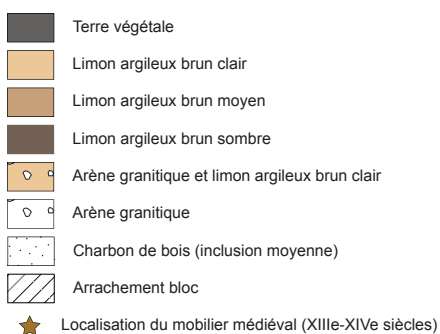 Terre végétale
Limon argileux brun clair
Limon argileux brun moyen
Limon argileux brun sombre
Arène granitique et limon argileux brun clair
Arène granitique
Charbon de bois (inclusion moyenne)
Arrachement bloc
Localisation du mobilier médiéval (XIIIe-XIVe siècles)